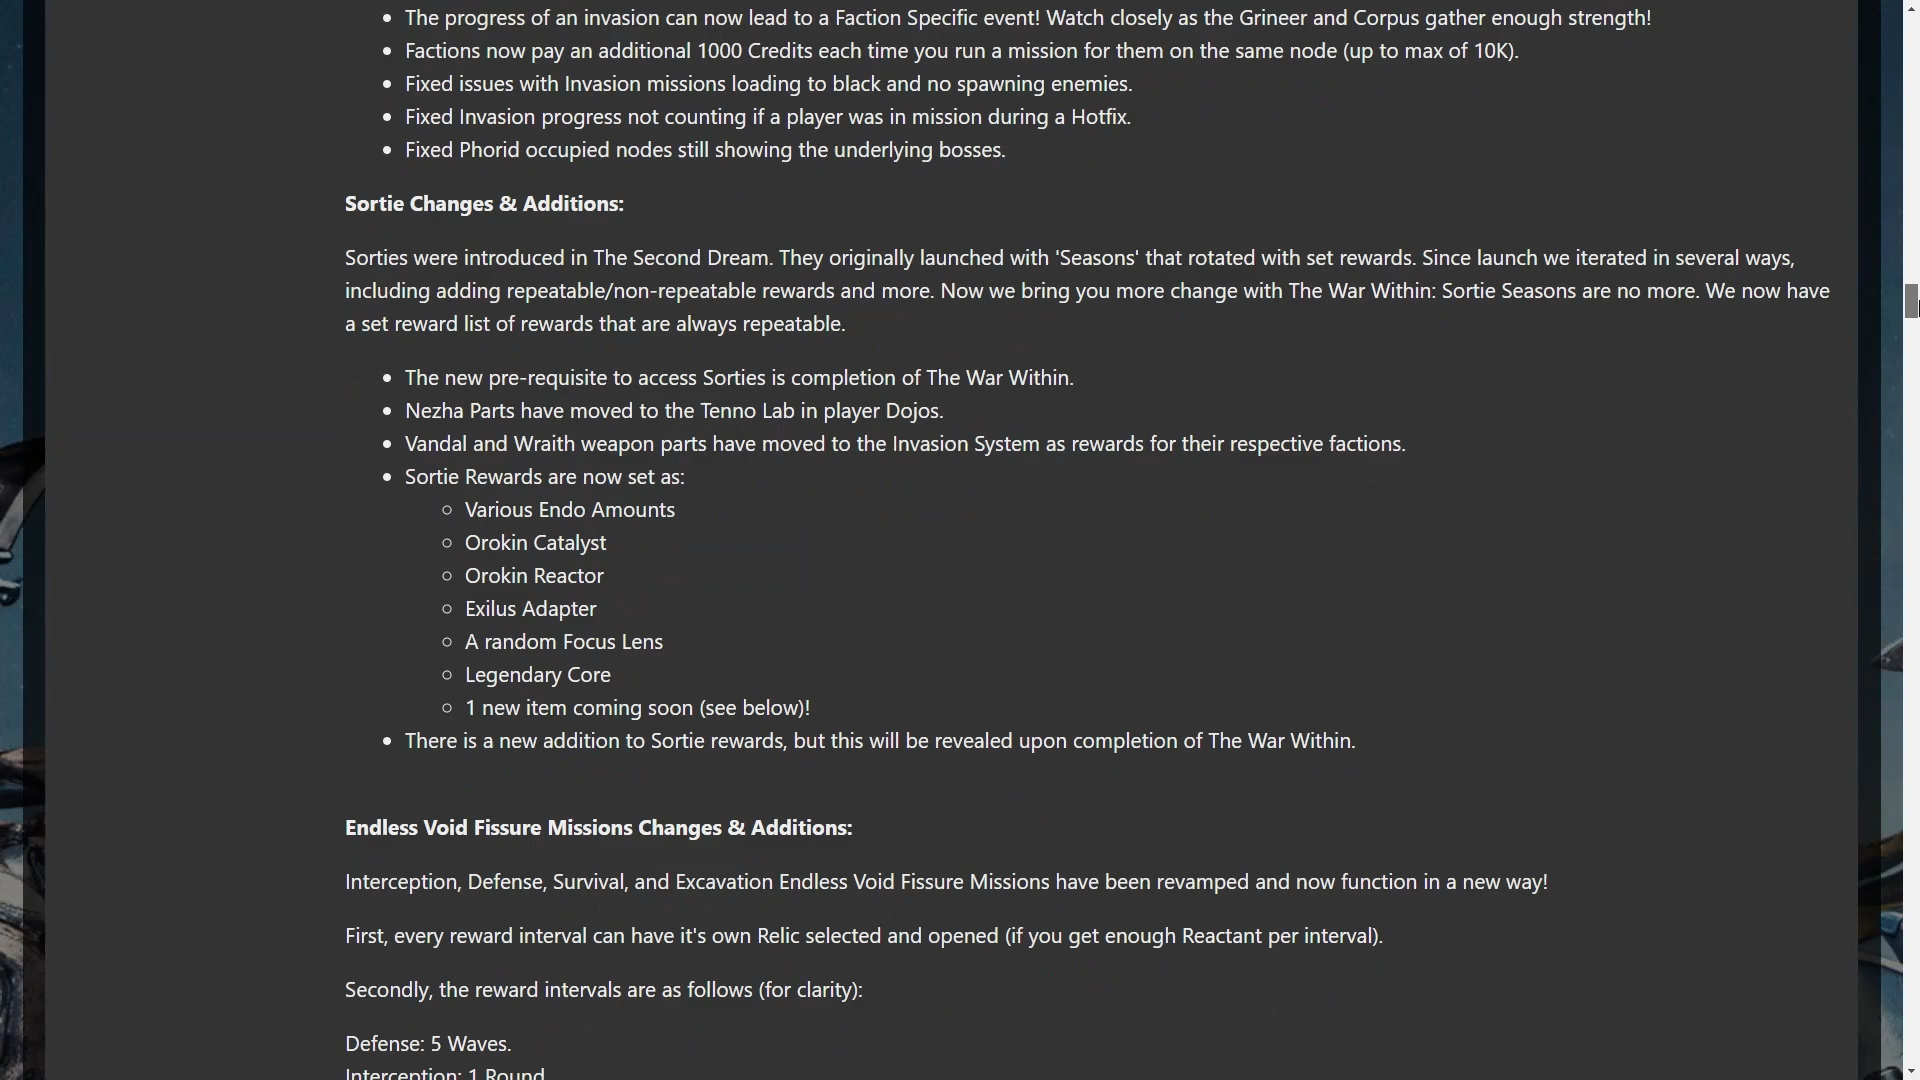 The progress of an invasion can now lead to a Faction Specific event! Watch closely as the Grineer and Corpus gather enough strength!
Factions now pay an additional 1000 Credits each time you run a mission for them on the same node (up to max of 10K).
Fixed issues with Invasion missions loading to black and no spawning enemies.
Fixed Invasion progress not counting if a player was in mission during a Hotfix.
Fixed Phorid occupied nodes still showing the underlying bosses.
Sortie Changes & Additions:
Sorties were introduced in The Second Dream. They originally launched with 'Seasons' that rotated with set rewards. Since launch we iterated in several ways,
including adding repeatable/non-repeatable rewards and more. Now we bring you more change with The War Within: Sortie Seasons are no more. We now have
a set reward list of rewards that are always repeatable.
The new pre-requisite to access Sorties is completion of The War Within.
Nezha Parts have moved to the Tenno Lab in player Dojos.
Vandal and Wraith weapon parts have moved to the Invasion System as rewards for their respective factions.
Sortie Rewards are now set as:
Various Endo Amounts
Orokin Catalyst
Orokin Reactor
Exilus Adapter
A random Focus Lens
Legendary Core
1 new item coming soon (see below)!
There is a new addition to Sortie rewards, but this will be revealed upon completion of The War Within.
Endless Void Fissure Missions Changes & Additions:
Interception, Defense, Survival, and Excavation Endless Void Fissure Missions have been revamped and now function in a new way!
First, every reward interval can have it's own Relic selected and opened (if you get enough Reactant per interval).
Secondly, the reward intervals are as follows (for clarity):
Defense: 5 Waves.
Interception: 1 Round